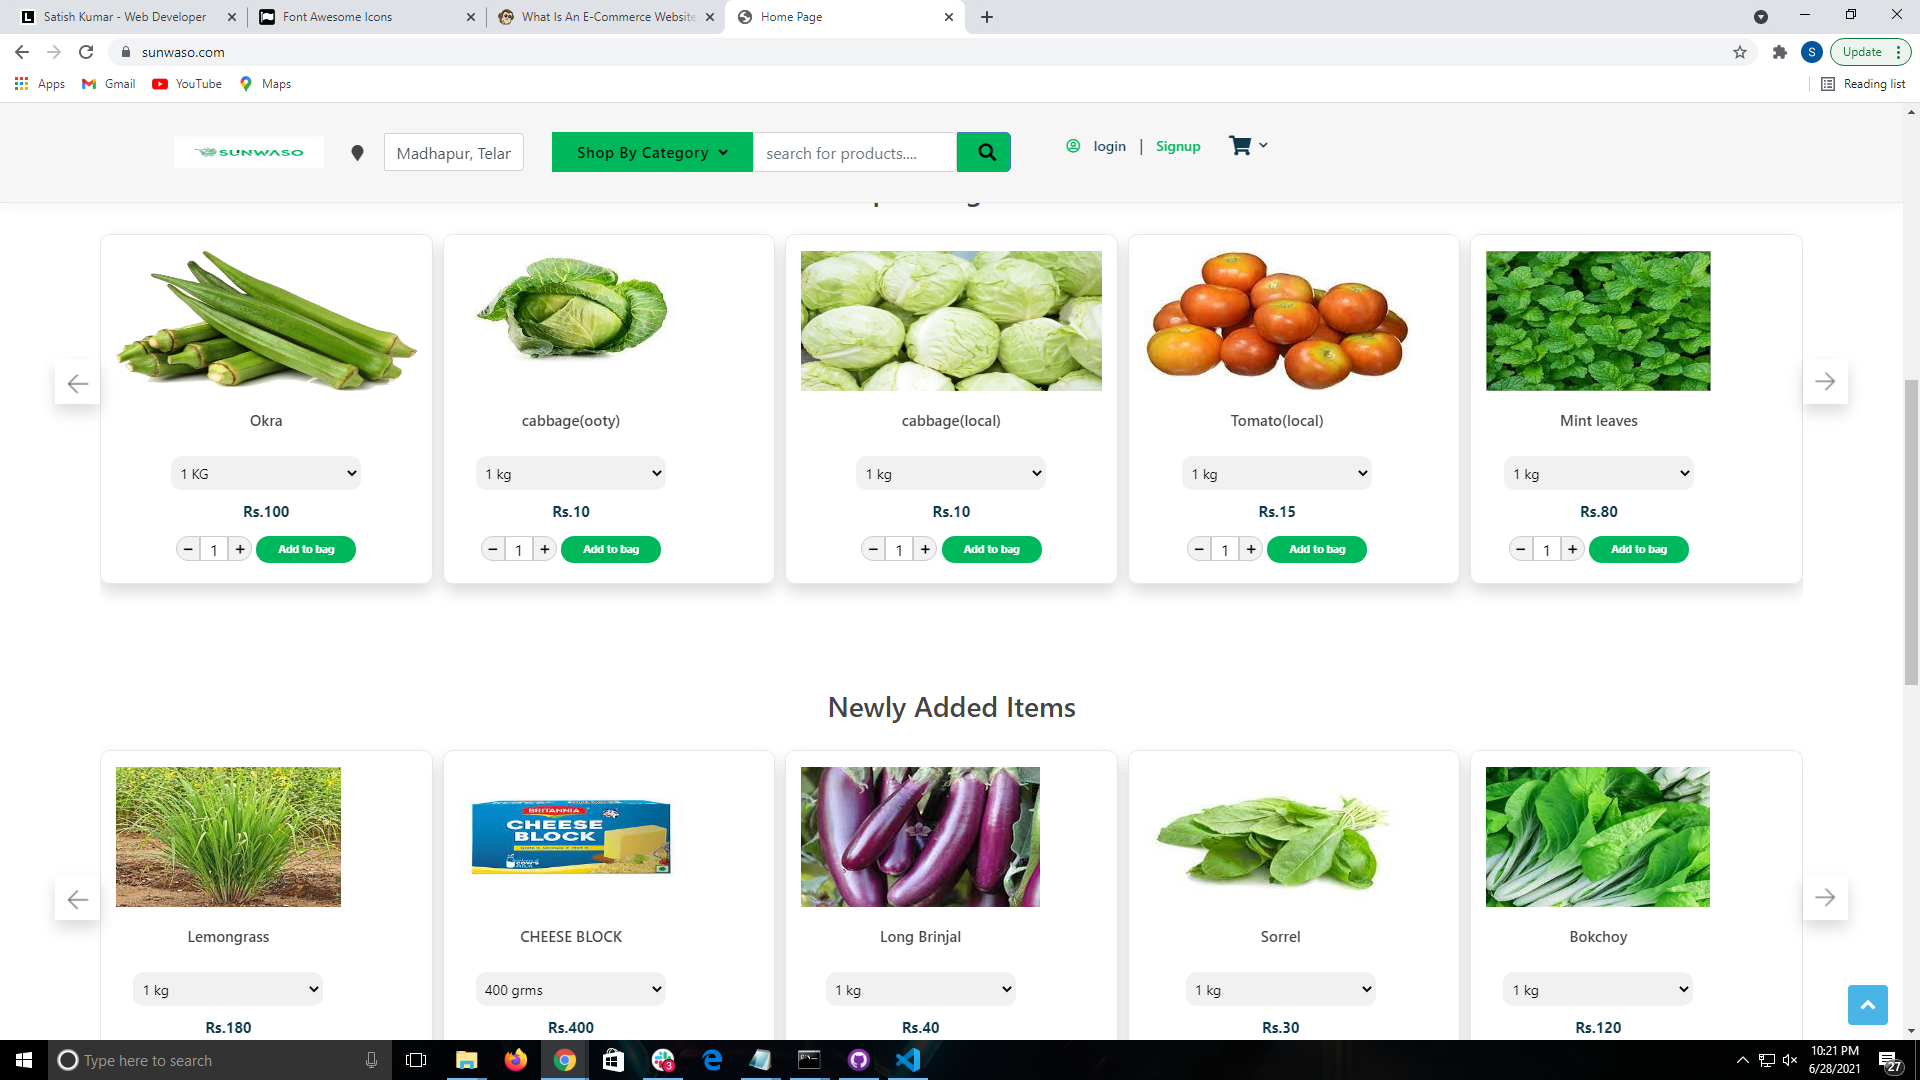 Satish Kumar - Web Developer
Font Awesome Icons
What Is An E-Commerce Website
Home Page
sunwaso.com
S
Update
Apps
Gmail
YouTube
Maps
Reading list
SUNWASO
Madhapur, Telar
Shop By Category
search for products....
login | Signup
Okra
cabbage(ooty)
cabbage(local)
Tomato(local)
Mint leaves
1 KG
1 kg
1 kg
1 kg
1 kg
Rs.100
Rs.10
Rs.10
Rs.15
Rs.80
− 1 + Add to bag
− 1 + Add to bag
− 1 + Add to bag
− 1 + Add to bag
− 1 + Add to bag
Newly Added Items
BRITANNIA
CHEESE
BLOCK
Lemongrass
CHEESE BLOCK
Long Brinjal
Sorrel
Bokchoy
1 kg
400 grms
1 kg
1 kg
1 kg
Rs.180
Rs.400
Rs.40
Rs.30
Rs.120
Type here to search
3
10:21 PM
6/28/2021
27